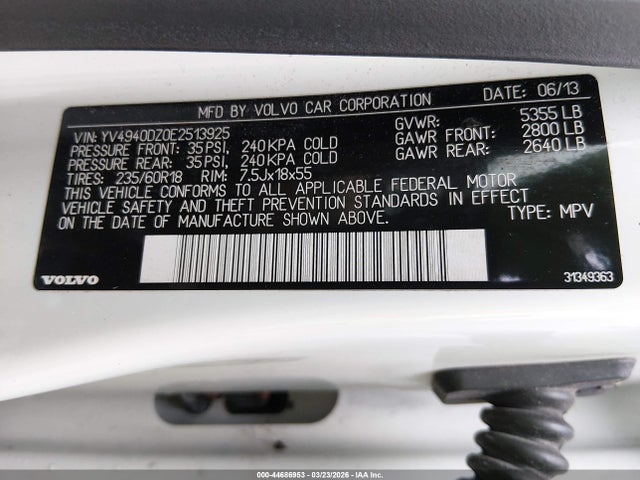 MFD BY VOLVO CAR CORPORATION DATE: 06/13
VIN: YV4940DZ0E2513925 GVWR: 5355 LB
PRESSURE FRONT: 35 PSI, 240 KPA COLD GAWR FRONT: 2800 LB
PRESSURE REAR: 35 PSI, 240 KPA COLD GAWR REAR: 2640 LB
TIRES: 235/60R18 RIM: 7.5Jx18x55
THIS VEHICLE CONFORMS TO ALL APPLICABLE FEDERAL MOTOR
VEHICLE SAFETY AND THEFT PREVENTION STANDARDS IN EFFECT
ON THE DATE OF MANUFACTURE SHOWN ABOVE. TYPE: MPV
VOLVO 31349363
000-44686953 - 03/23/2026 - IAA Corp.